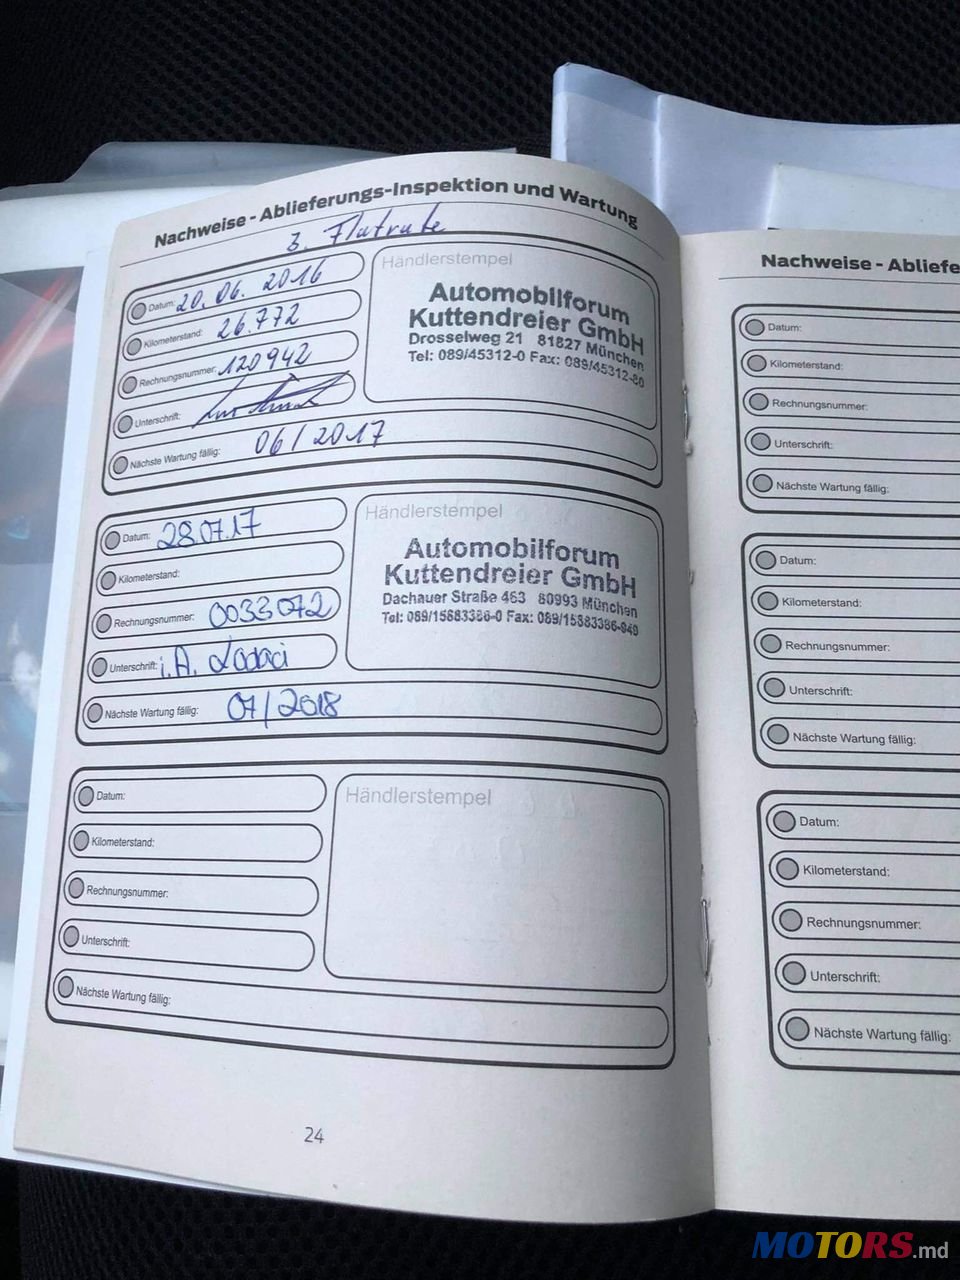 Nachweise - Ablieferungs-Inspektion und Wartung
3. Flatrate
Datum: 20.06.2016
Kilometerstand: 26.772
Rechnungsnummer: 120942
Unterschrift:
Nächste Wartung fällig: 06/2017
Händlerstempel
Automobilforum
Kuttendreier GmbH
Drosselweg 21 81827 München
Tel: 089/45312-0 Fax: 089/45312-80
Datum: 28.07.17
Kilometerstand:
Rechnungsnummer: 0033072
Unterschrift: i.A.
Nächste Wartung fällig: 07/2018
Händlerstempel
Automobilforum
Kuttendreier GmbH
Dachauer Straße 463 80993 München
Tel: 089/15883386-0 Fax: 089/15883386-949
Datum:
Kilometerstand:
Rechnungsnummer:
Unterschrift:
Nächste Wartung fällig:
Händlerstempel
24
Nachweise - Abliefe
Datum:
Kilometerstand:
Rechnungsnummer:
Unterschrift:
Nächste Wartung fällig:
Datum:
Kilometerstand:
Rechnungsnummer:
Unterschrift:
Nächste Wartung fällig:
Datum:
Kilometerstand:
Rechnungsnummer:
Unterschrift:
Nächste Wartung fällig:
MOTORS.md